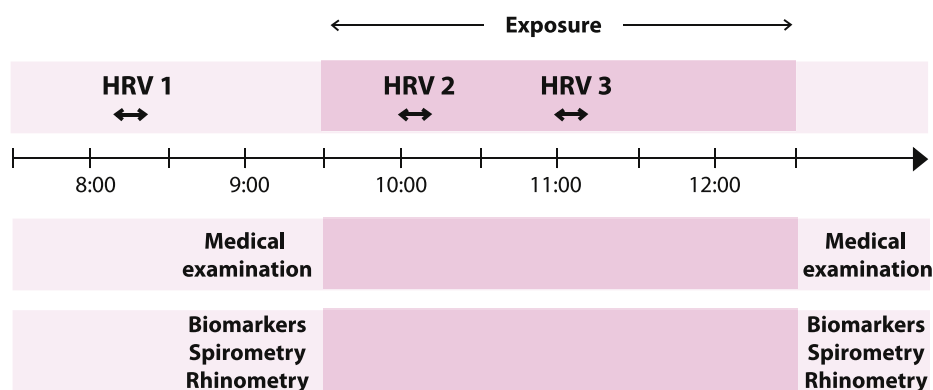 Exposure
HRV 1 HRV 2 HRV 3
8:00 9:00 10:00 11:00 12:00
Medical
examination
Medical
examination
Biomarkers
Spirometry
Rhinometry
Biomarkers
Spirometry
Rhinometry